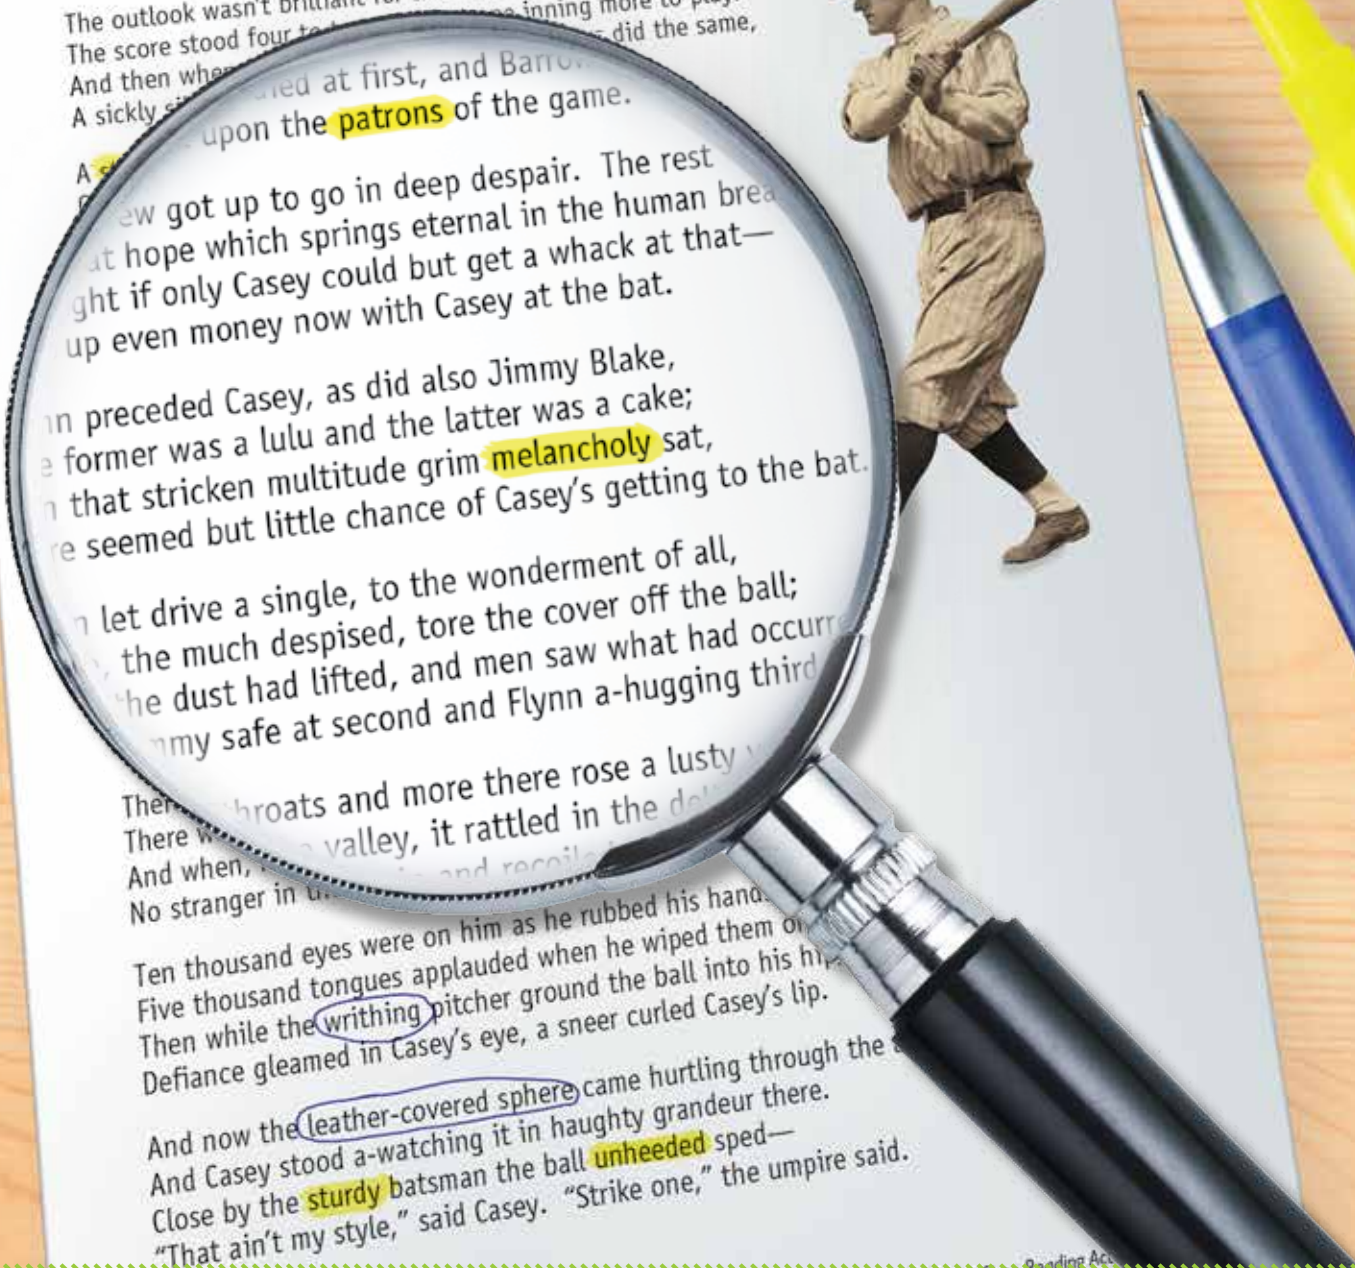 The outlook wasn't brilliant
The score stood four to inning more to play.
And then when did the same,
A sickly at first, and
upon the patrons of the game.
A
got up to go in deep despair. The rest
hope which springs eternal in the human
if only Casey could but get a whack at that—
up even money now with Casey at the bat.
preceded Casey, as did also Jimmy Blake,
former was a lulu and the latter was a cake;
that stricken multitude grim melancholy sat,
seemed but little chance of Casey's getting to the bat.
let drive a single, to the wonderment of all,
the much despised, tore the cover off the ball;
the dust had lifted, and men saw what had
safe at second and Flynn a-hugging third
throats and more there rose a lusty
There valley, it rattled in the
And when, and
No stranger in
Ten thousand eyes were on him as he rubbed his
Five thousand tongues applauded when he wiped them
Then while the writhing pitcher ground the ball into his
Defiance gleamed in Casey's eye, a sneer curled Casey's lip.
And now the leather-covered sphere came hurtling through the
And Casey stood a-watching it in haughty grandeur there.
Close by the sturdy batsman the ball unheeded sped—
"That ain't my style," said Casey. "Strike one," the umpire said.
Reading